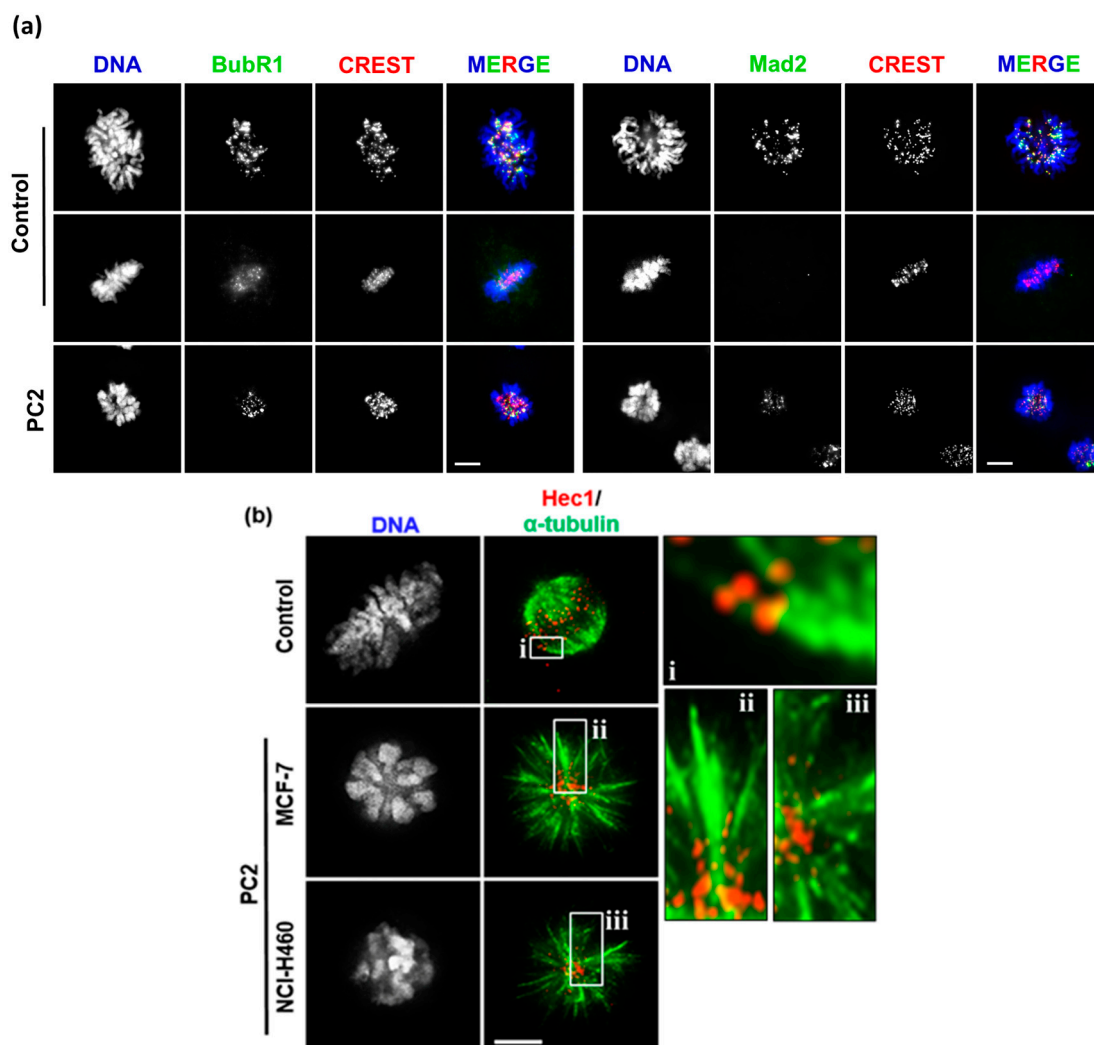 (a)
DNA BubR1 CREST MERGE DNA Mad2 CREST MERGE
Control
PC2
(b)
DNA
Hec1/
α-tubulin
Control
i
i
PC2
MCF-7
ii
ii
iii
NCI-H460
iii